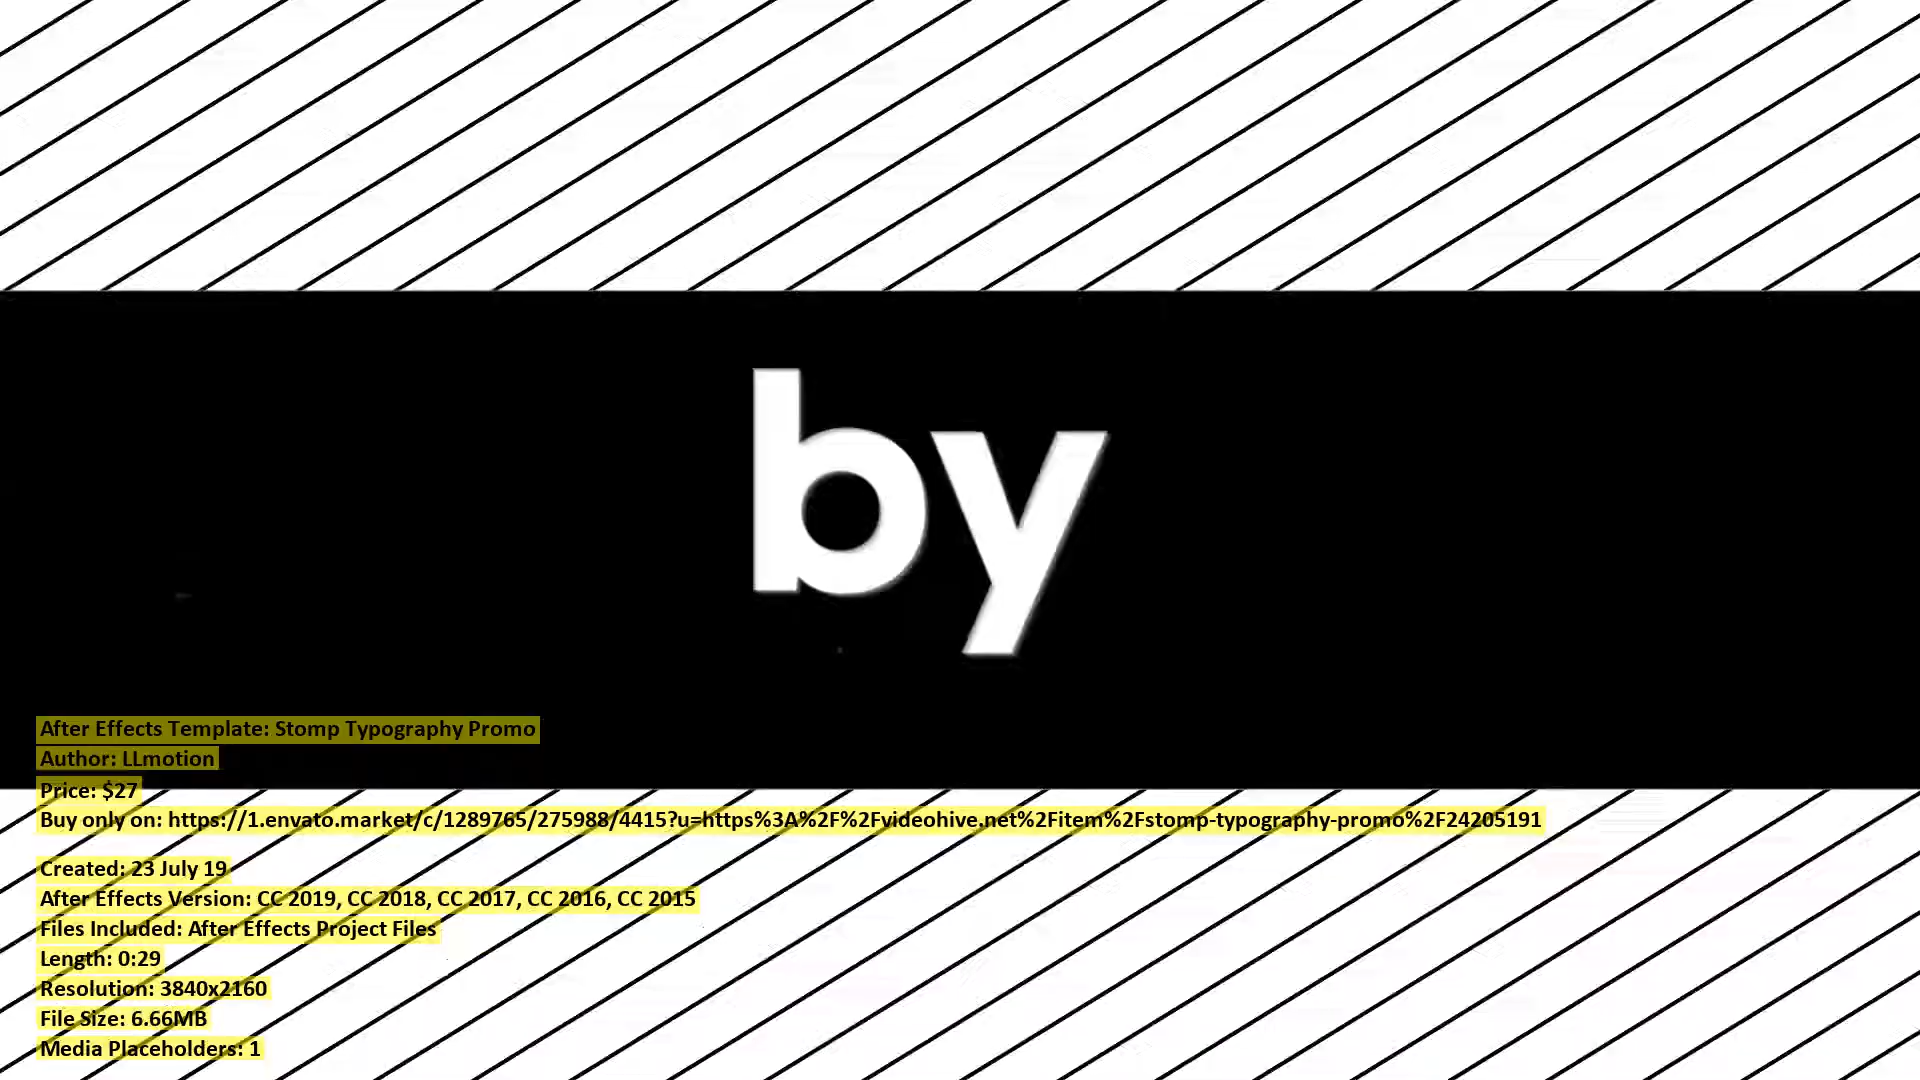 by
After Effects Template: Stomp Typography Promo
Author: LLmotion
Price: $27
Buy only on: https://1.envato.market/c/1289765/275988/4415?u=https%3A%2F%2Fvideohive.net%2Fitem%2Fstomp-typography-promo%2F24205191
Created: 23 July 19
After Effects Version: CC 2019, CC 2018, CC 2017, CC 2016, CC 2015
Files Included: After Effects Project Files
Length: 0:29
Resolution: 3840x2160
File Size: 6.66MB
Media Placeholders: 1